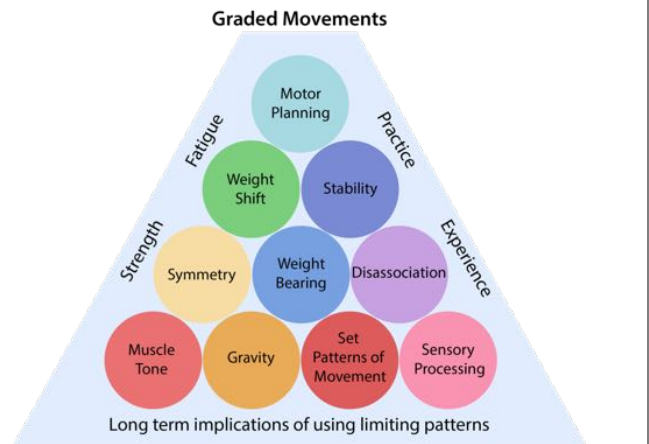 Graded Movements
Motor
Planning
Fatigue
Practice
Weight
Shift
Stability
Strength
Experience
Symmetry
Weight
Bearing
Disassociation
Muscle
Tone
Gravity
Set
Patterns of
Movement
Sensory
Processing
Long term implications of using limiting patterns